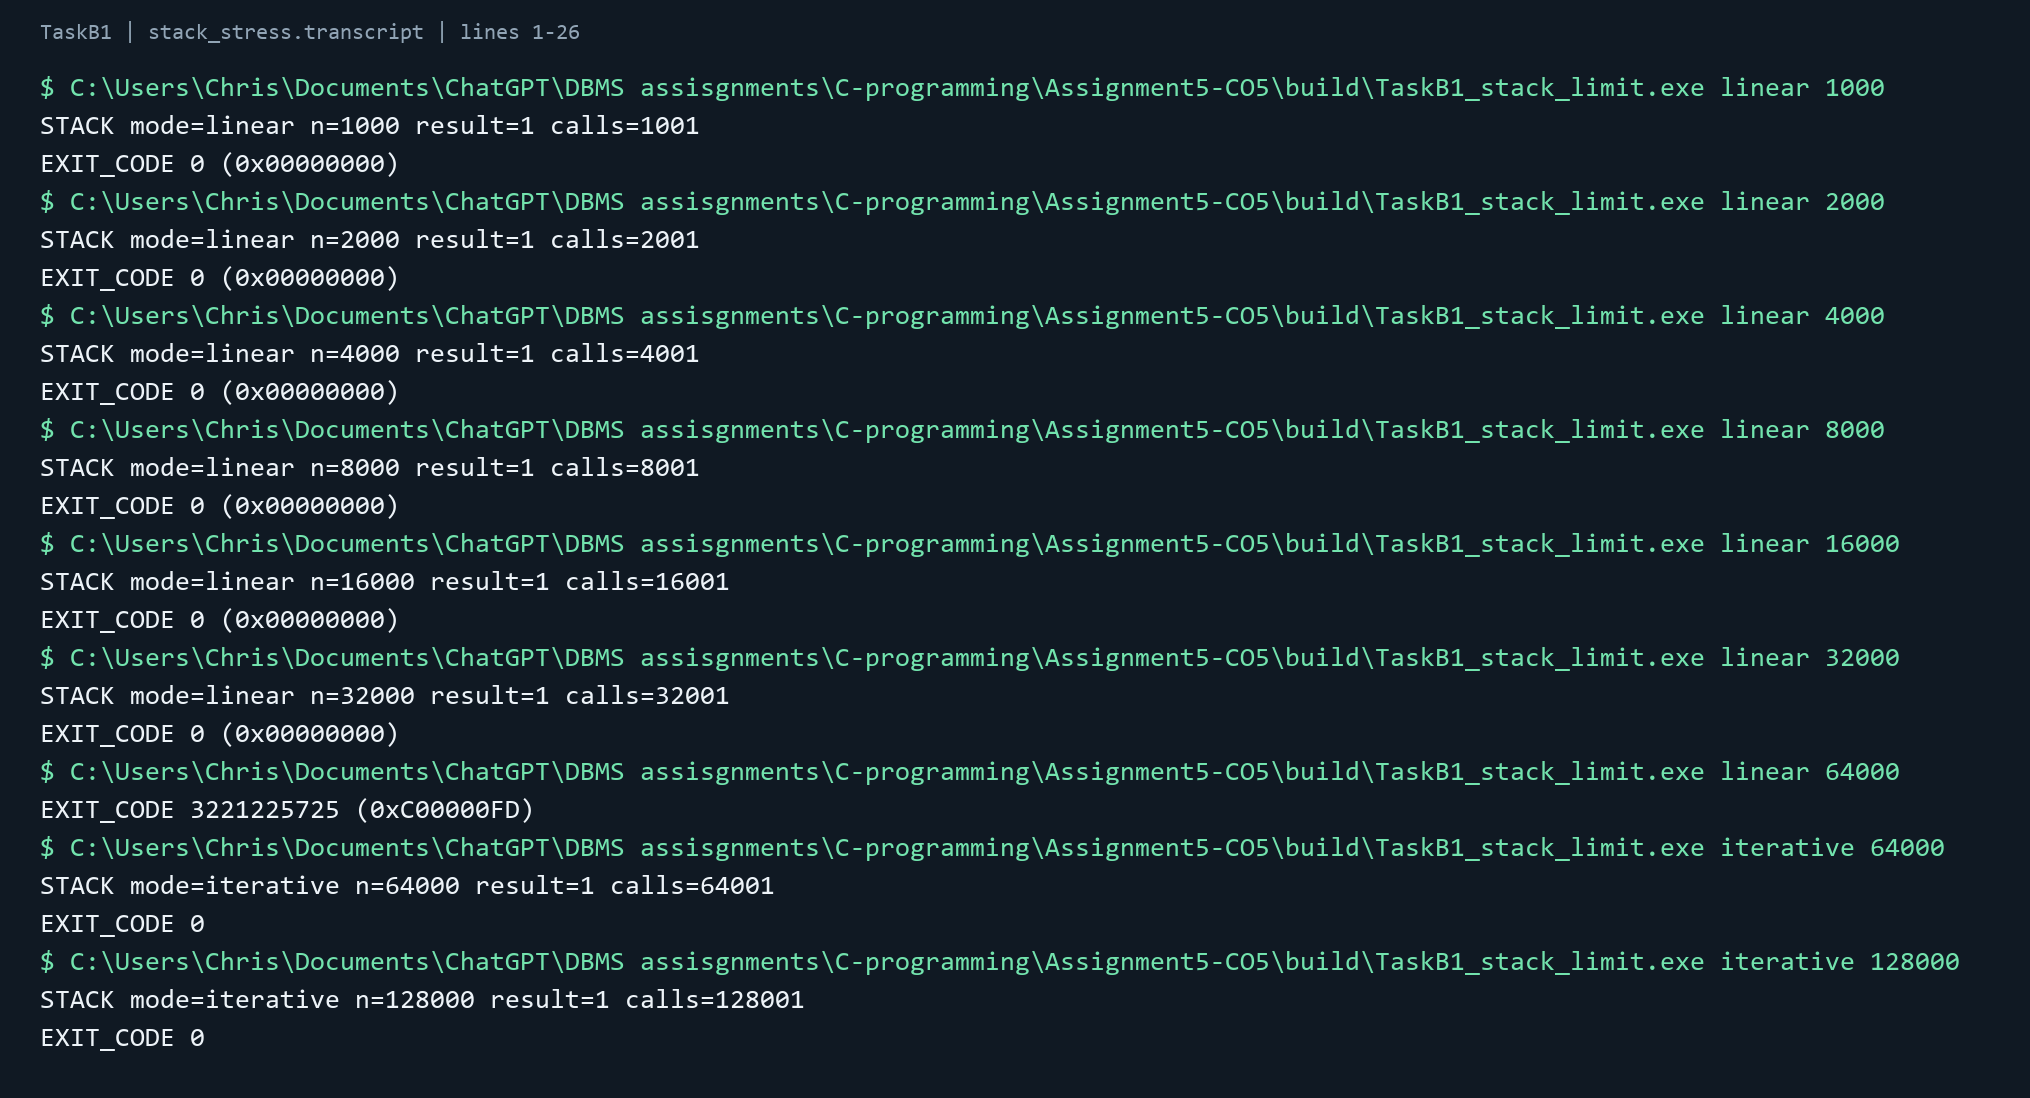 TaskB1 | stack_stress.transcript | lines 1-26
$ C:\Users\Chris\Documents\ChatGPT\DBMS assisgnments\C-programming\Assignment5-CO5\build\TaskB1_stack_limit.exe linear 1000
STACK mode=linear n=1000 result=1 calls=1001
EXIT_CODE 0 (0x00000000)
$ C:\Users\Chris\Documents\ChatGPT\DBMS assisgnments\C-programming\Assignment5-CO5\build\TaskB1_stack_limit.exe linear 2000
STACK mode=linear n=2000 result=1 calls=2001
EXIT_CODE 0 (0x00000000)
$ C:\Users\Chris\Documents\ChatGPT\DBMS assisgnments\C-programming\Assignment5-CO5\build\TaskB1_stack_limit.exe linear 4000
STACK mode=linear n=4000 result=1 calls=4001
EXIT_CODE 0 (0x00000000)
$ C:\Users\Chris\Documents\ChatGPT\DBMS assisgnments\C-programming\Assignment5-CO5\build\TaskB1_stack_limit.exe linear 8000
STACK mode=linear n=8000 result=1 calls=8001
EXIT_CODE 0 (0x00000000)
$ C:\Users\Chris\Documents\ChatGPT\DBMS assisgnments\C-programming\Assignment5-CO5\build\TaskB1_stack_limit.exe linear 16000
STACK mode=linear n=16000 result=1 calls=16001
EXIT_CODE 0 (0x00000000)
$ C:\Users\Chris\Documents\ChatGPT\DBMS assisgnments\C-programming\Assignment5-CO5\build\TaskB1_stack_limit.exe linear 32000
STACK mode=linear n=32000 result=1 calls=32001
EXIT_CODE 0 (0x00000000)
$ C:\Users\Chris\Documents\ChatGPT\DBMS assisgnments\C-programming\Assignment5-CO5\build\TaskB1_stack_limit.exe linear 64000
EXIT_CODE 3221225725 (0xC00000FD)
$ C:\Users\Chris\Documents\ChatGPT\DBMS assisgnments\C-programming\Assignment5-CO5\build\TaskB1_stack_limit.exe iterative 64000
STACK mode=iterative n=64000 result=1 calls=64001
EXIT_CODE 0
$ C:\Users\Chris\Documents\ChatGPT\DBMS assisgnments\C-programming\Assignment5-CO5\build\TaskB1_stack_limit.exe iterative 128000
STACK mode=iterative n=128000 result=1 calls=128001
EXIT_CODE 0